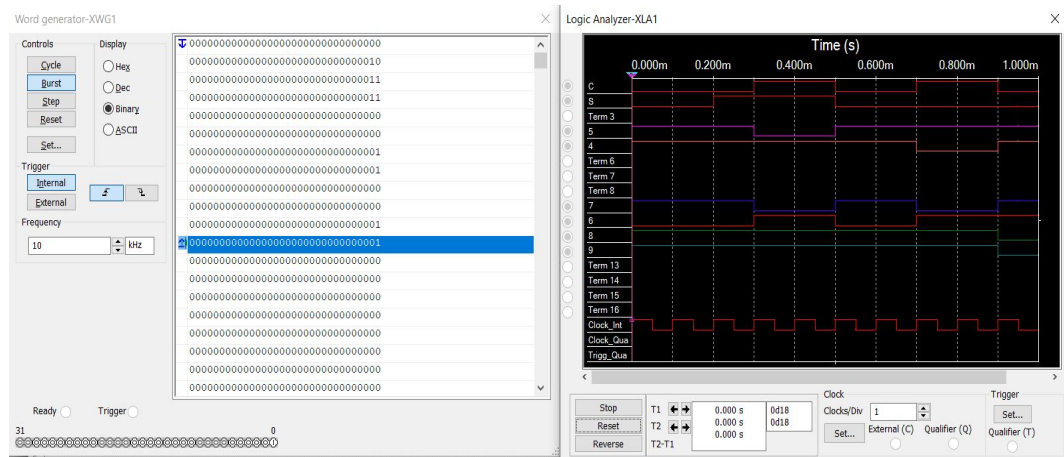 Word generator-XWG1
Controls
Cycle
Burst
Step
Reset
Set...
Display
Hex
Dec
Binary
ASCII
Trigger
Internal
External
Frequency
10 kHz
00000000000000000000000000000000
00000000000000000000000000000010
00000000000000000000000000000011
00000000000000000000000000000011
00000000000000000000000000000000
00000000000000000000000000000000
00000000000000000000000000000001
00000000000000000000000000000001
00000000000000000000000000000000
00000000000000000000000000000000
00000000000000000000000000000001
00000000000000000000000000000001
00000000000000000000000000000000
00000000000000000000000000000000
00000000000000000000000000000000
00000000000000000000000000000000
00000000000000000000000000000000
00000000000000000000000000000000
00000000000000000000000000000000
00000000000000000000000000000000
Ready Trigger
31 0
Logic Analyzer-XLA1
Time (s)
0.000m 0.200m 0.400m 0.600m 0.800m 1.000m
C
S
Term 3
5
4
Term 6
Term 7
Term 8
7
6
8
9
Term 13
Term 14
Term 15
Term 16
Clock_Int
Clock_Qua
Trigg_Qua
Stop
Reset
Reverse
T1 0.000 s 0d18
T2 0.000 s 0d18
T2-T1 0.000 s
Clock
Clocks/Div 1
Set... External (C) Qualifier (Q)
Trigger
Set...
Qualifier (T)